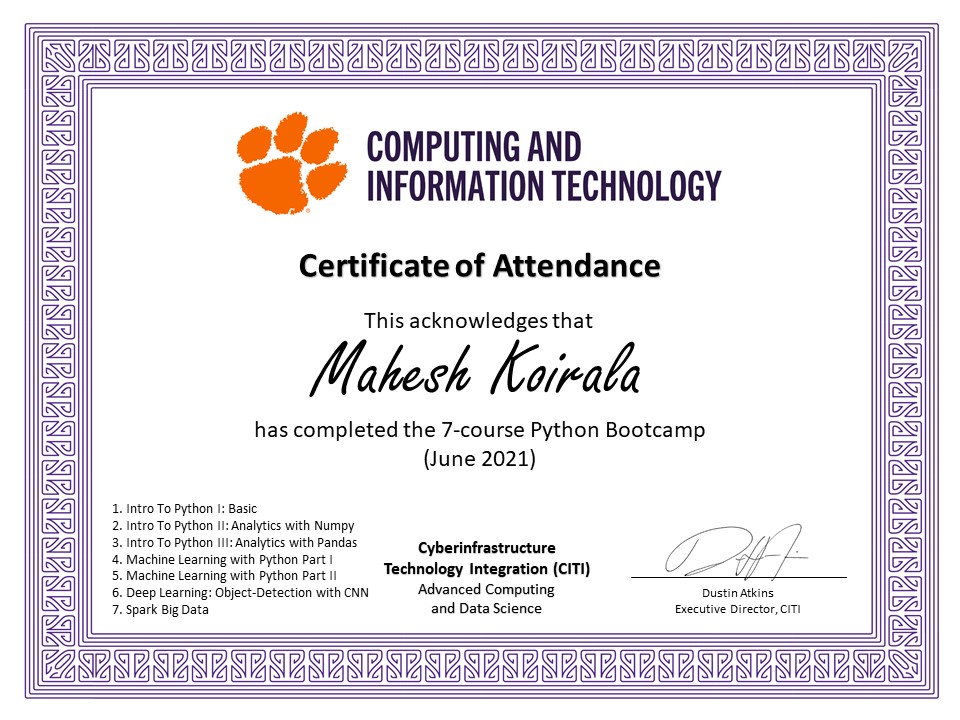 COMPUTING AND
INFORMATION TECHNOLOGY
Certificate of Attendance
This acknowledges that
Mahesh Koirala
has completed the 7-course Python Bootcamp
(June 2021)
1. Intro To Python I: Basic
2. Intro To Python II: Analytics with Numpy
3. Intro To Python III: Analytics with Pandas
4. Machine Learning with Python Part I
5. Machine Learning with Python Part II
6. Deep Learning: Object-Detection with CNN
7. Spark Big Data
Cyberinfrastructure
Technology Integration (CITI)
Advanced Computing
and Data Science
Dustin Atkins
Executive Director, CITI